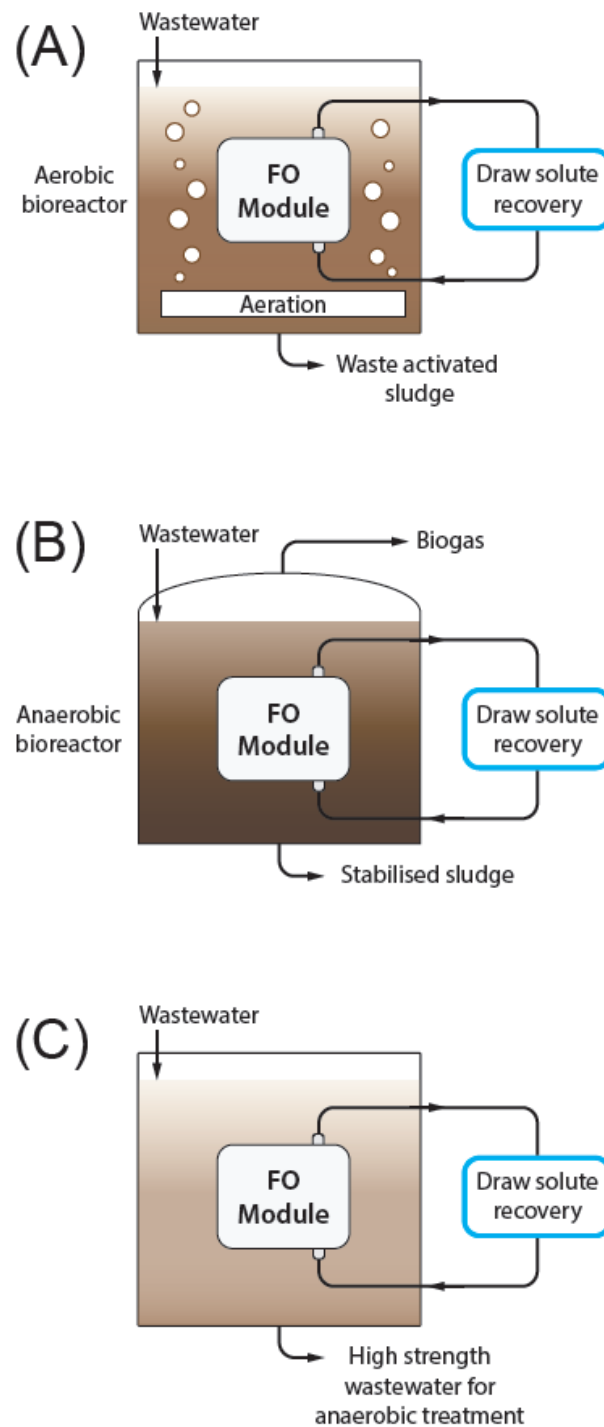 (A)
Wastewater
Aerobic
bioreactor
FO
Module
Draw solute
recovery
Aeration
Waste activated
sludge
(B)
Wastewater
Biogas
Anaerobic
bioreactor
FO
Module
Draw solute
recovery
Stabilised sludge
(C)
Wastewater
FO
Module
Draw solute
recovery
High strength
wastewater for
anaerobic treatment